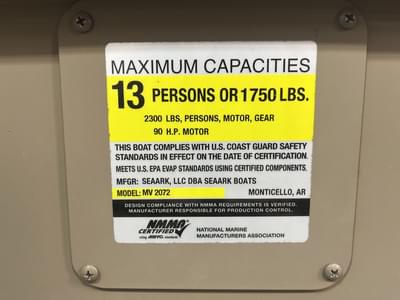 MAXIMUM CAPACITIES
13 PERSONS OR 1750 LBS.
2300 LBS, PERSONS, MOTOR, GEAR
90 H.P. MOTOR
THIS BOAT COMPLIES WITH U.S. COAST GUARD SAFETY
STANDARDS IN EFFECT ON THE DATE OF CERTIFICATION.
MEETS U.S. EPA EVAP STANDARDS USING CERTIFIED COMPONENTS.
MFGR: SEAARK, LLC DBA SEAARK BOATS
MODEL: MV 2072 MONTICELLO, AR
DESIGN COMPLIANCE WITH NMMA REQUIREMENTS IS VERIFIED.
MANUFACTURER RESPONSIBLE FOR PRODUCTION CONTROL.
NMMA
CERTIFIED
using ABYC standards
NATIONAL MARINE
MANUFACTURERS ASSOCIATION